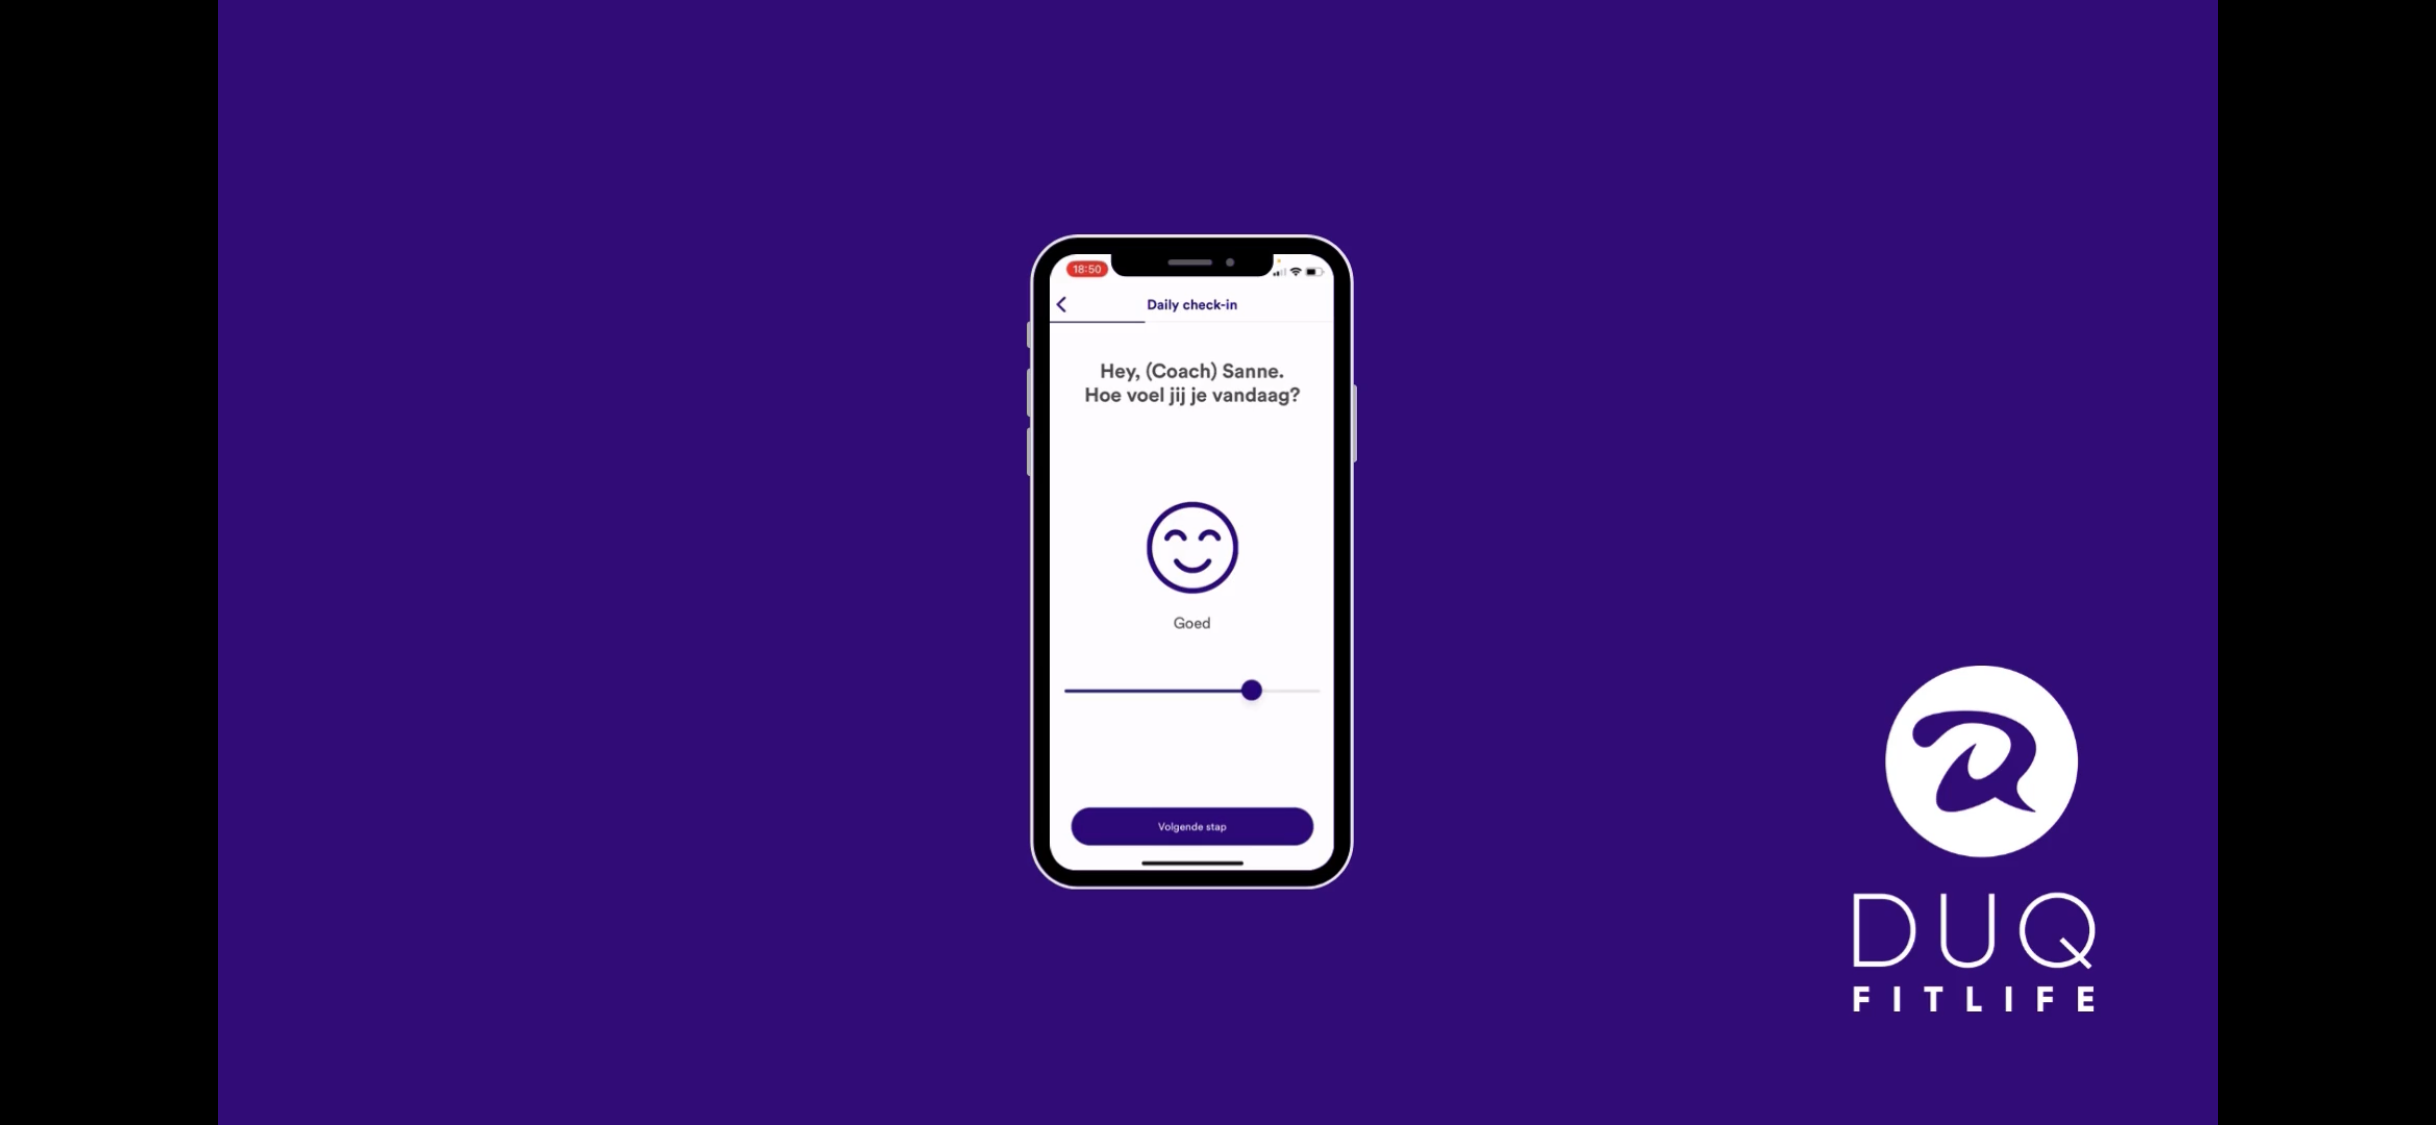 18:50
Daily check-in
Hey, (Coach) Sanne.
Hoe voel jij je vandaag?
Goed
Volgende stap
DUQ
FITLIFE